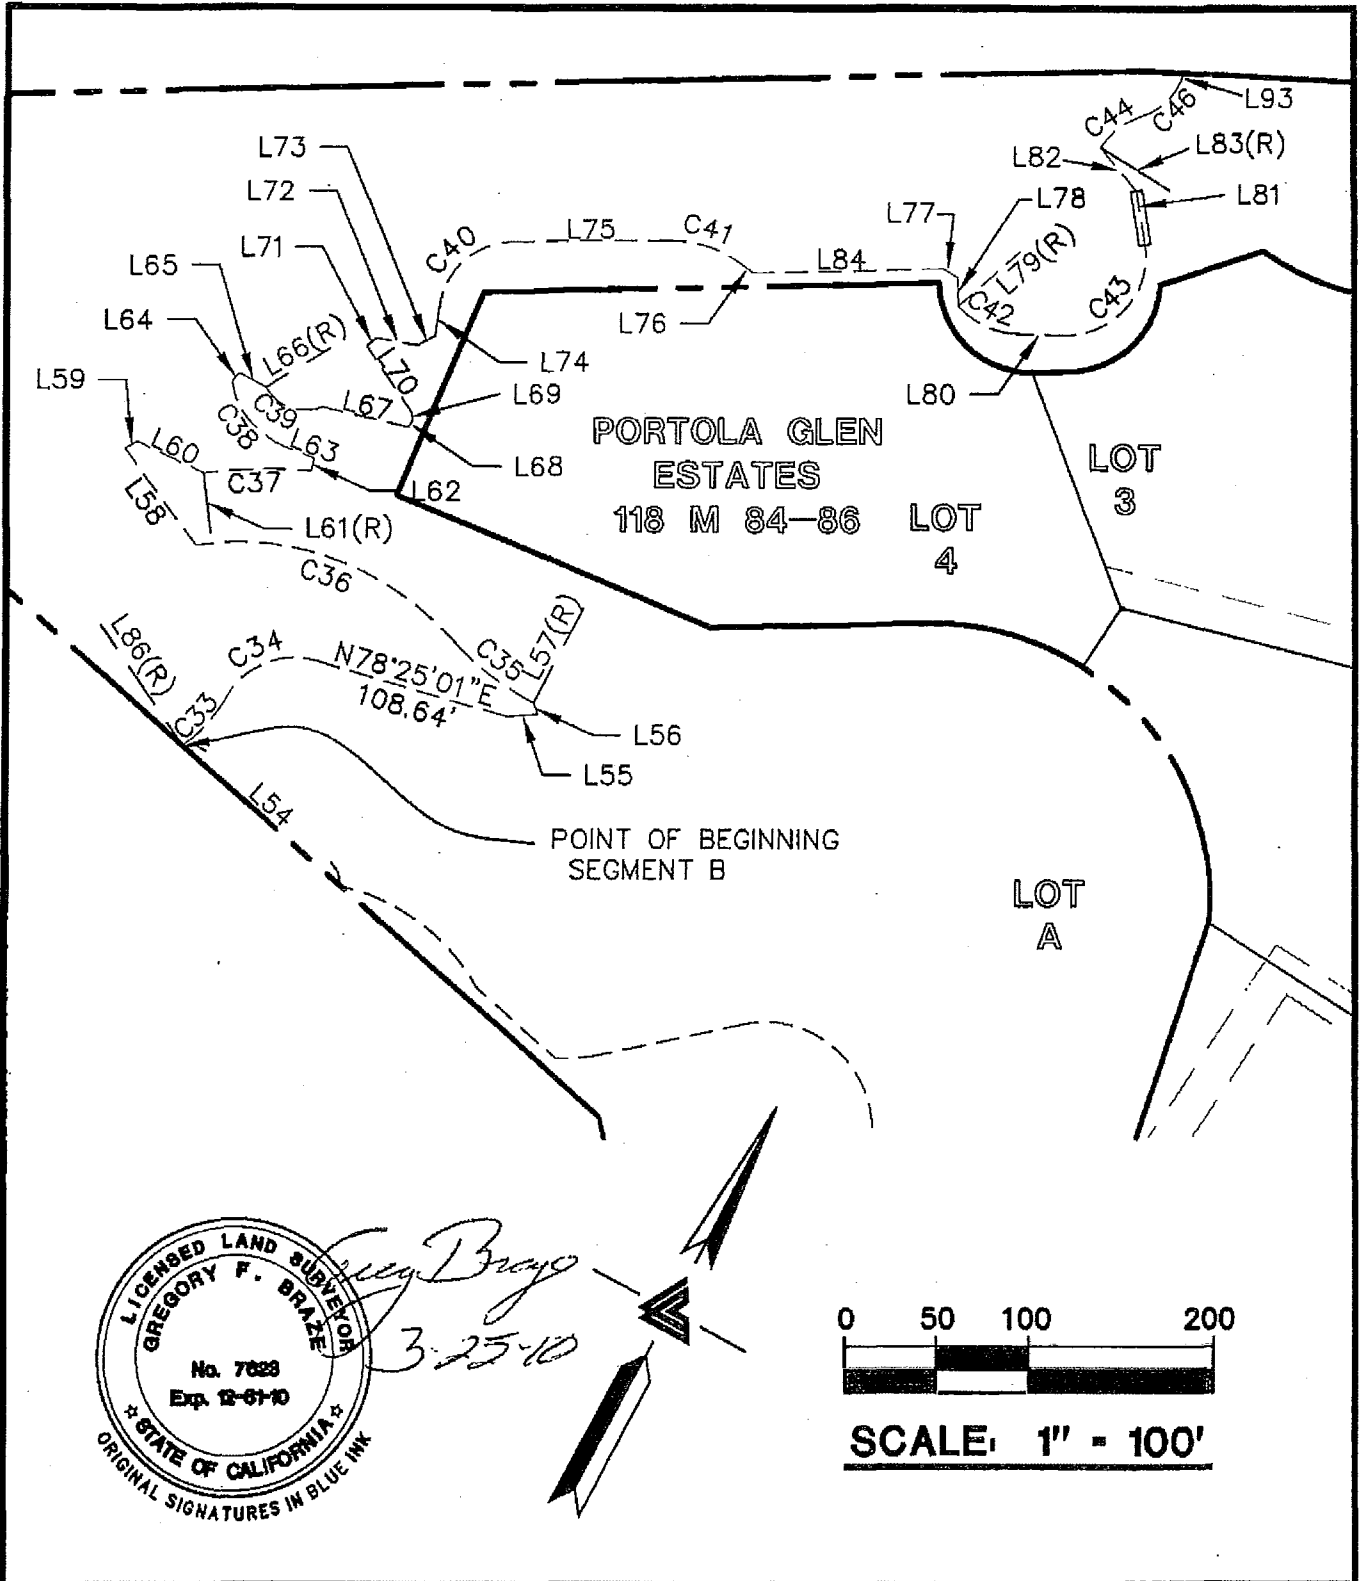 L93
C44
C46
L83(R)
L82
L81
L73
L72
L71
L65
L64
L59
C40
L75
C41
L77
L78
L79(R)
L84
C42
C43
L76
L80
L66(R)
L70
L74
L69
L68
L67
C39
C38
L63
L60
C37
L62
L58
L61(R)
C36
PORTOLA GLEN
ESTATES
118 M 84-86
LOT
4
LOT
3
L86(R)
C34
C33
N78°25'01"E
108.64'
C35
L57(R)
L56
L55
L54
POINT OF BEGINNING
SEGMENT B
LOT
A
LICENSED LAND SURVEYOR
GREGORY F. BRAZE
No. 7623
STATE OF CALIFORNIA
ORIGINAL SIGNATURES IN BLUE INK
3-25-10
0 50 100 200
SCALE: 1" = 100'